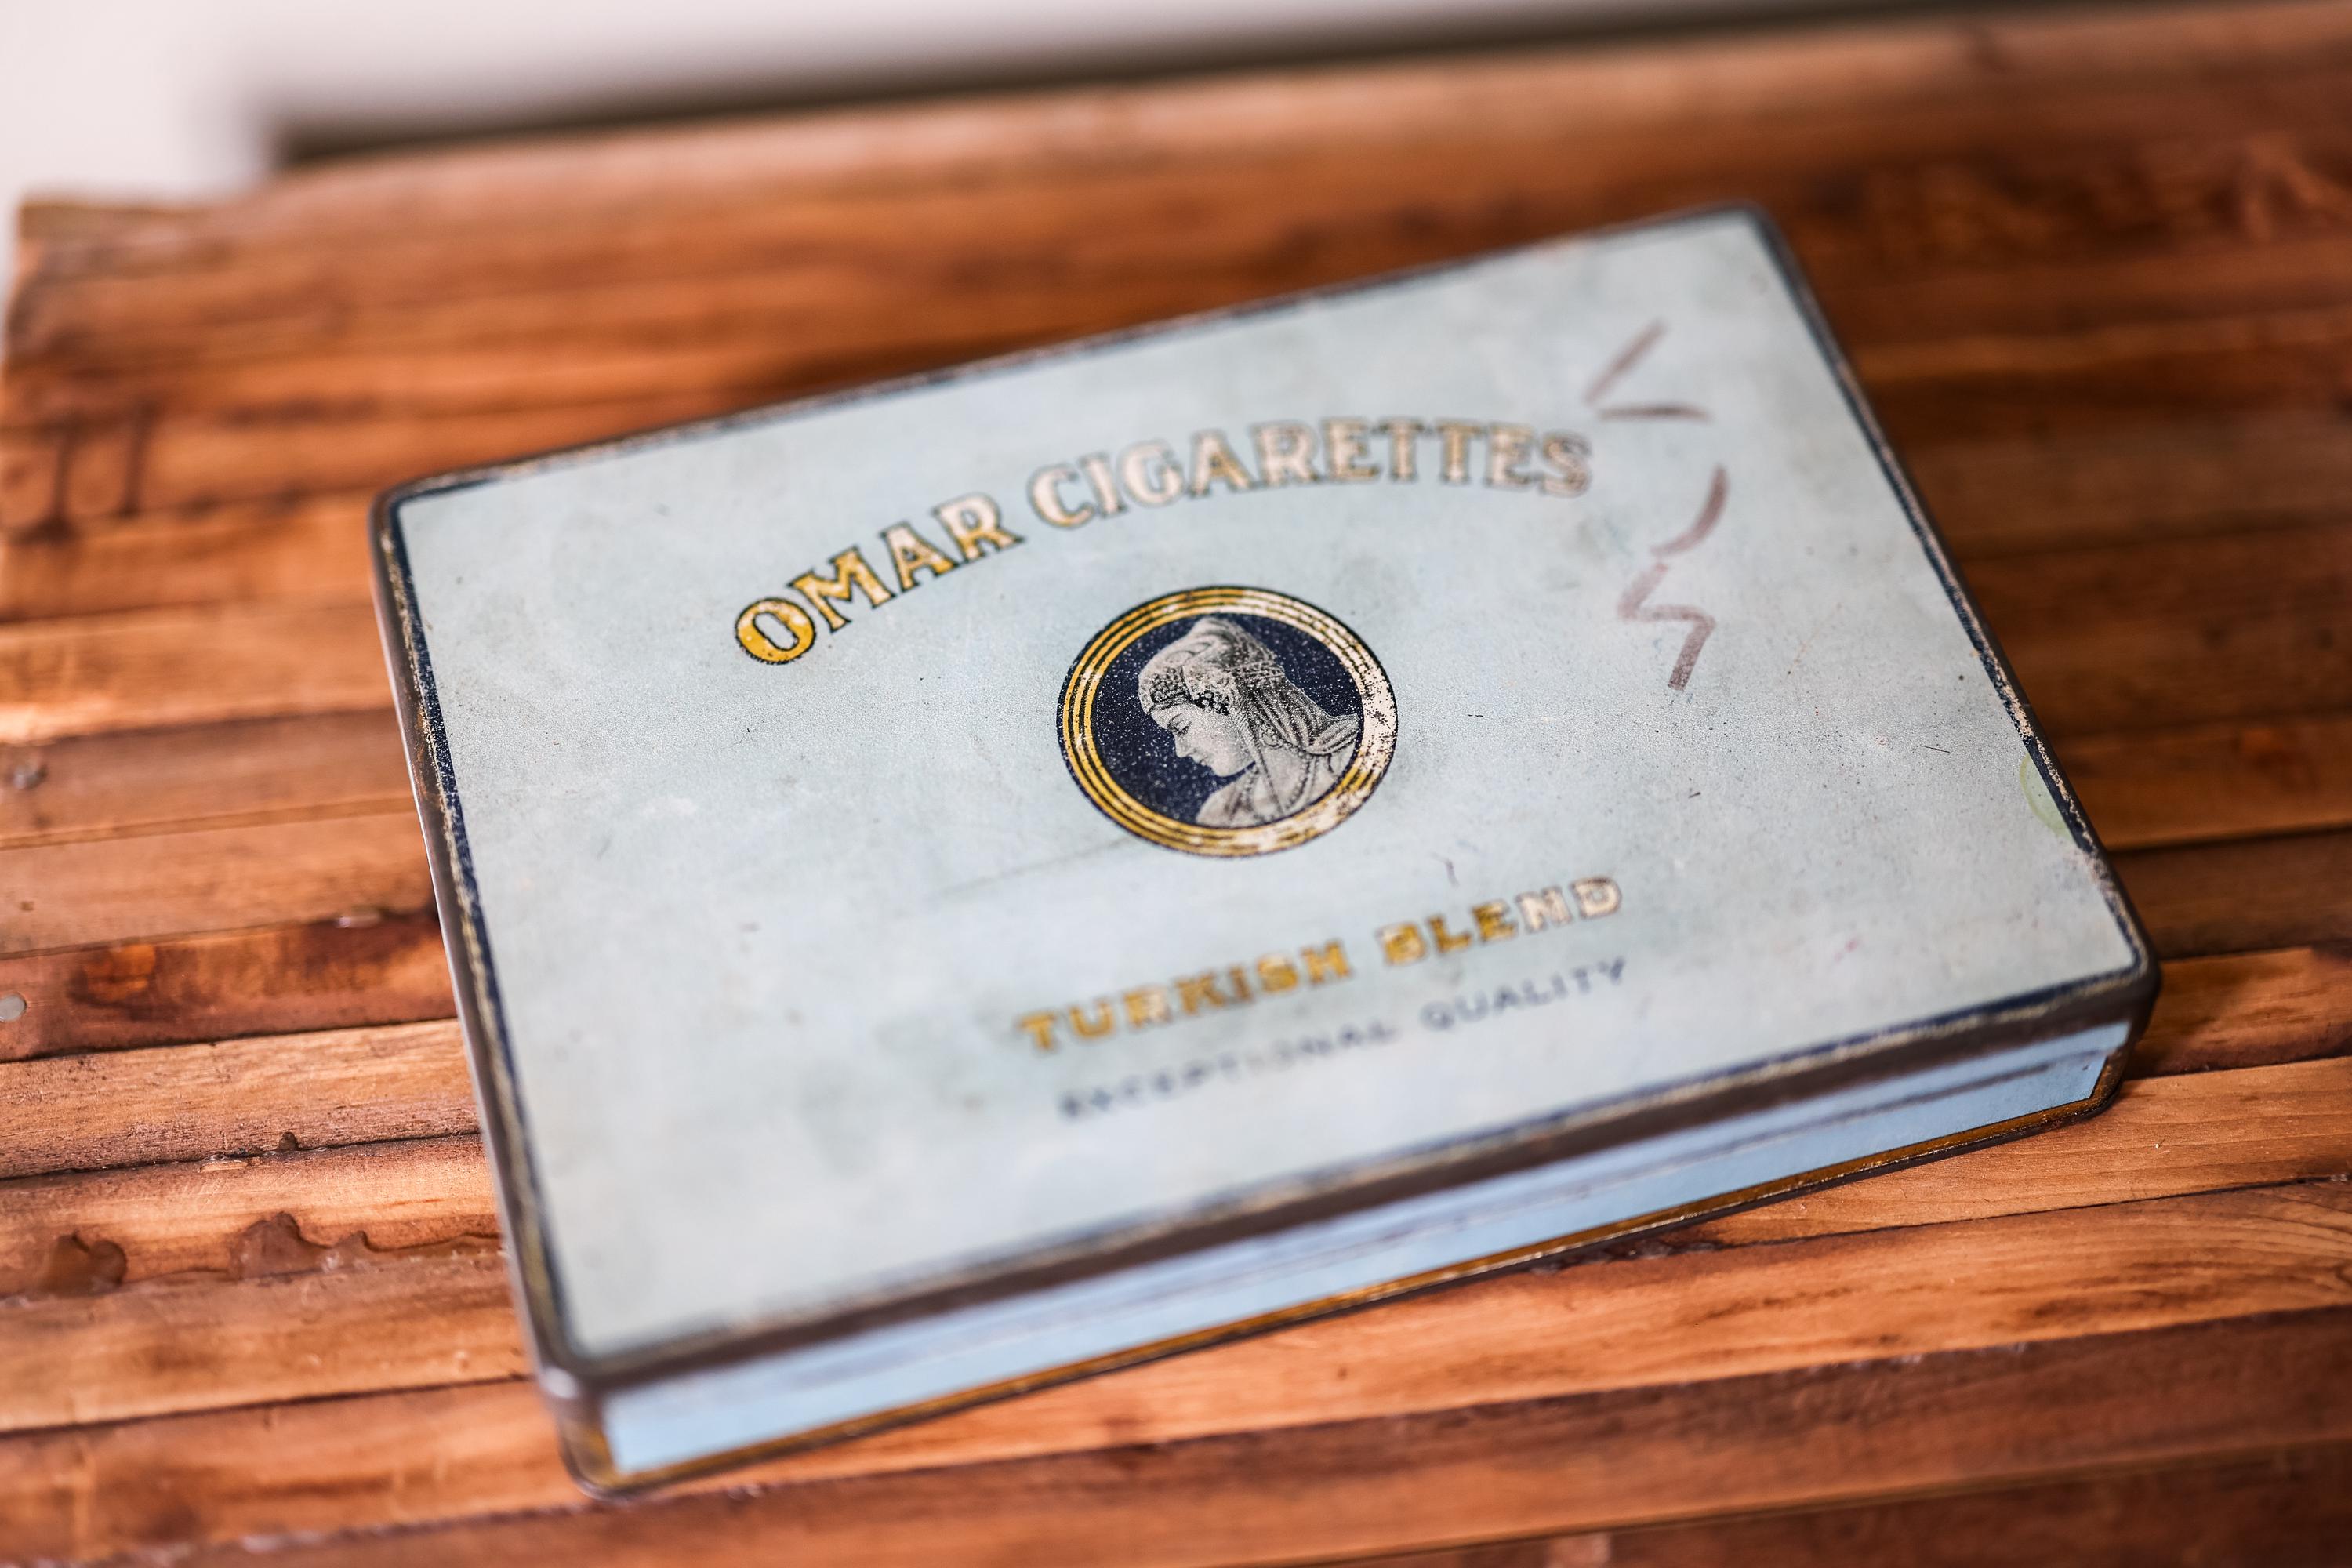 OMAR CIGARETTES
TURKISH BLEND
EXCEPTIONAL QUALITY